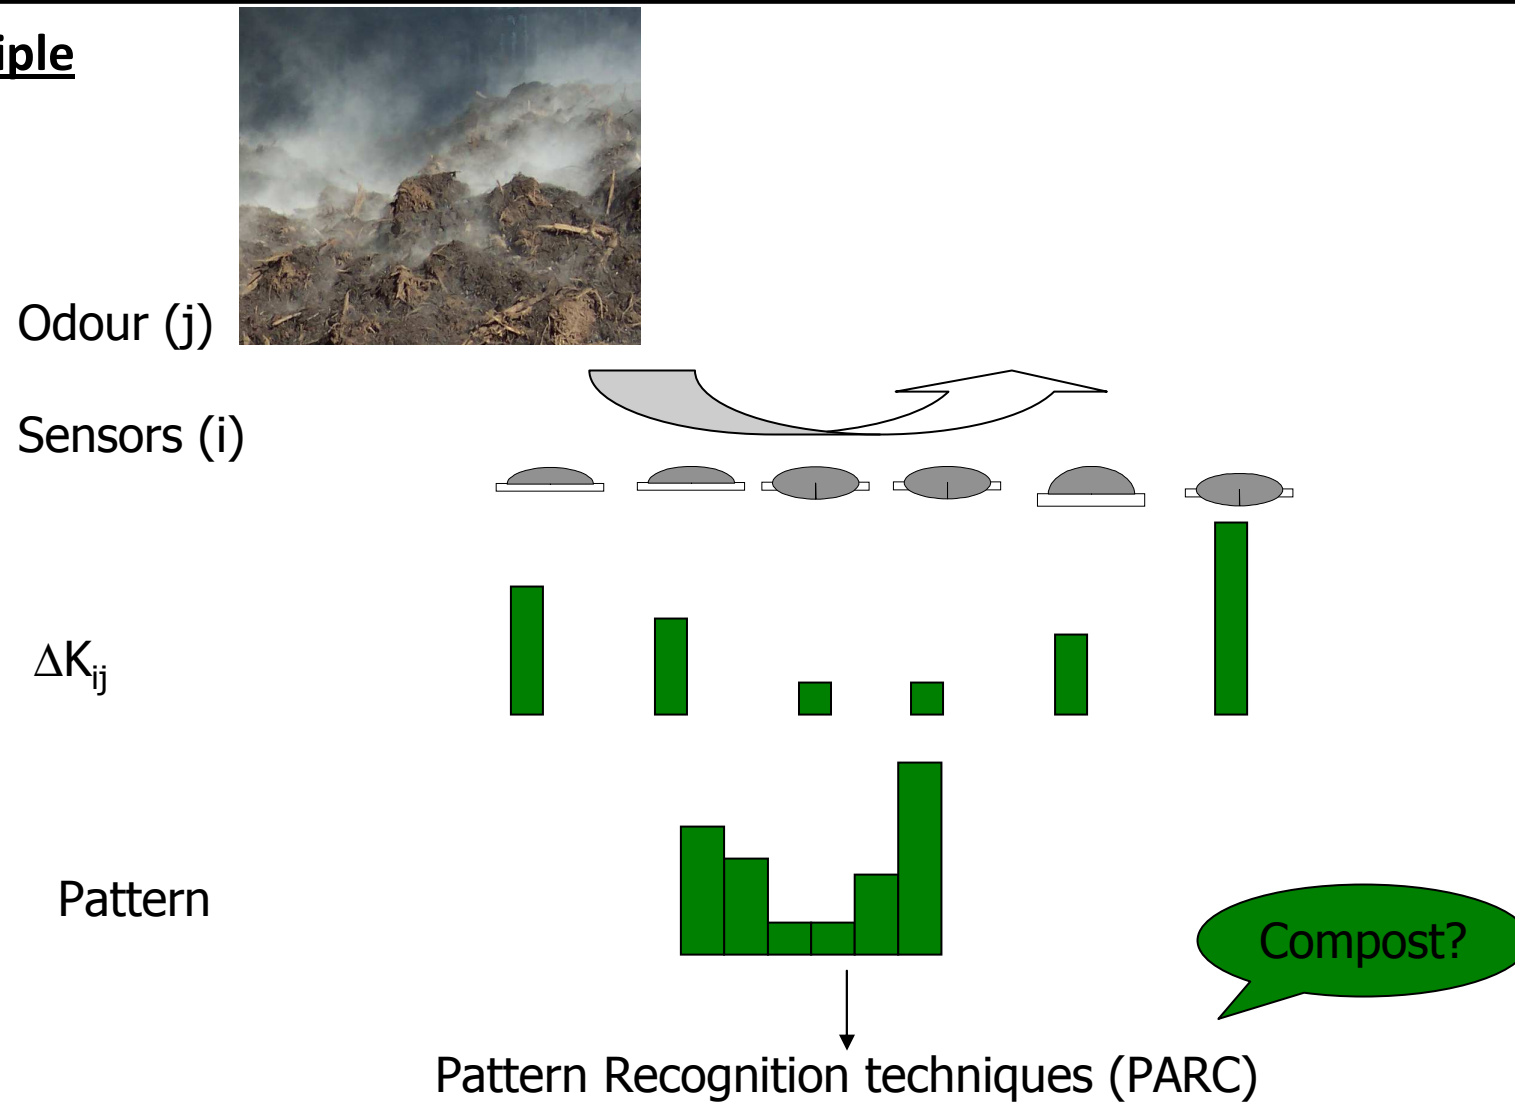 iple
Odour (j)
Sensors (i)
ΔKij
Pattern
Compost?
Pattern Recognition techniques (PARC)